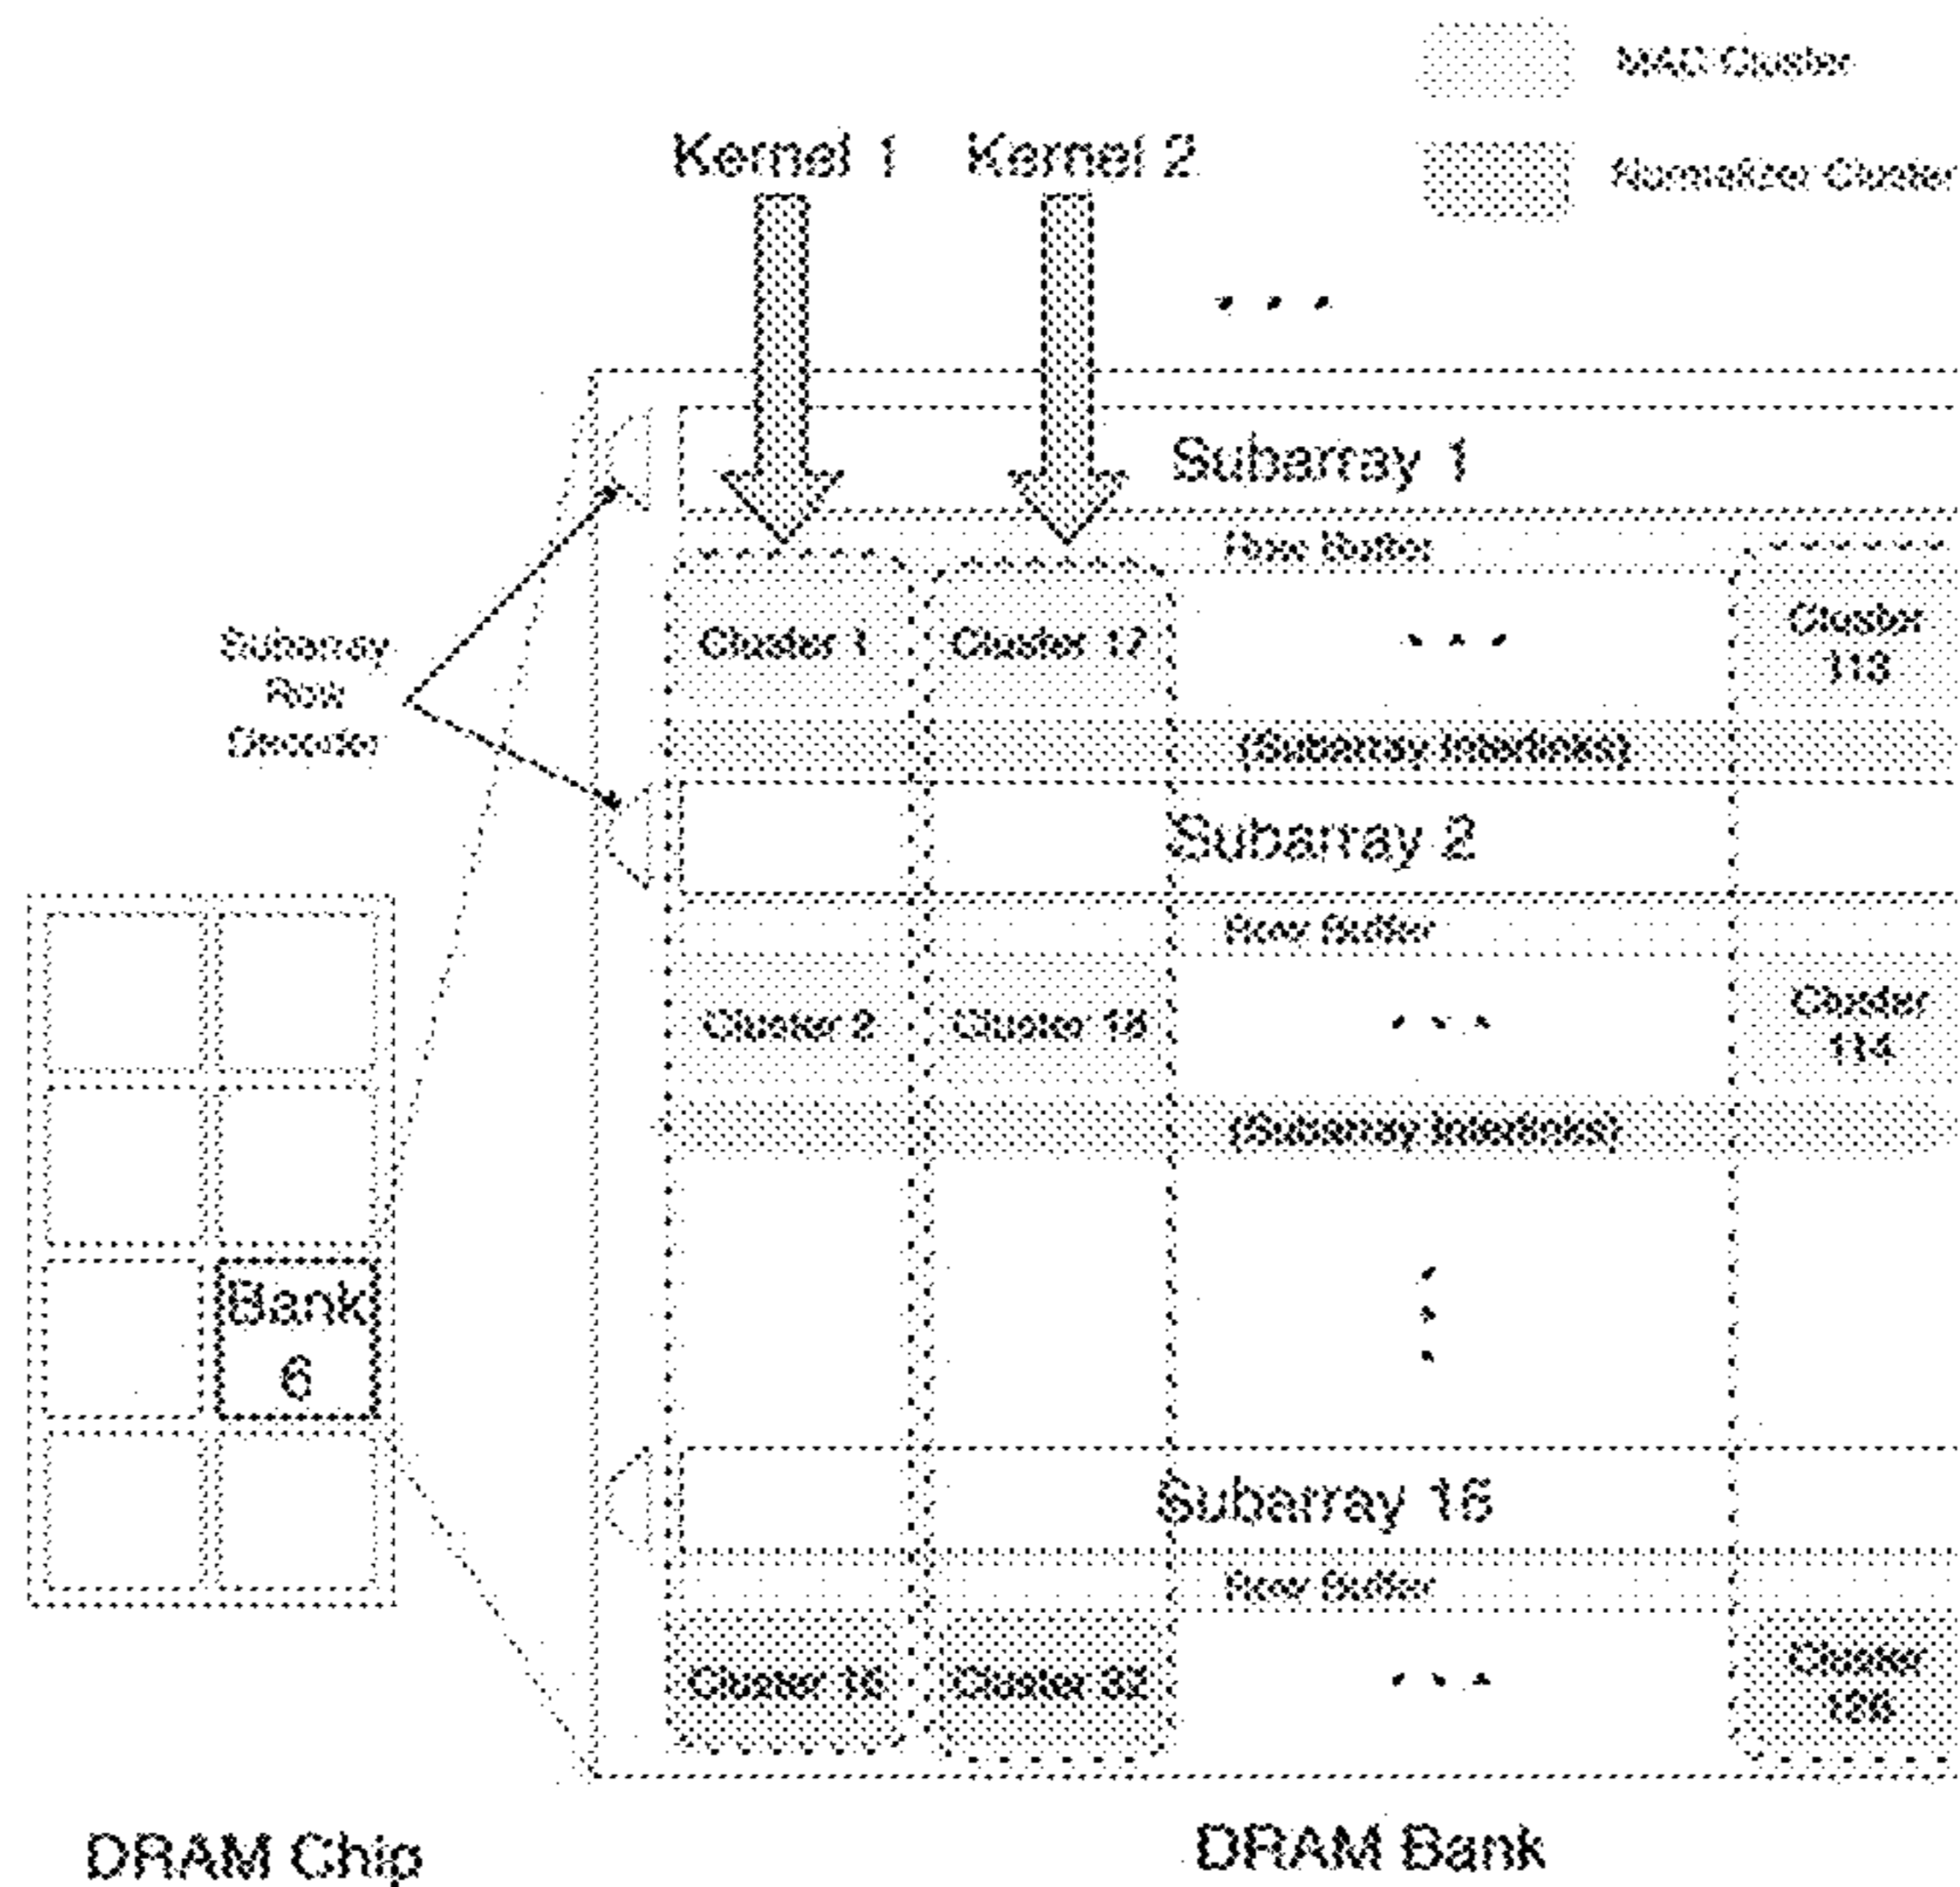 MAC Cluster
Normalizer Cluster
Kernel 1
Kernel 2
. . .
Subarray 1
Row Buffer
Cluster 1
Cluster 17
. . .
Cluster
113
(Subarray Interlinks)
Subarray
Row
Decoder
Subarray 2
Row Buffer
Cluster 2
Cluster 18
. . .
Cluster
114
(Subarray Interlinks)
Bank
6
Subarray 16
Row Buffer
Cluster 16
Cluster 32
. . .
Cluster
128
DRAM Chip
DRAM Bank